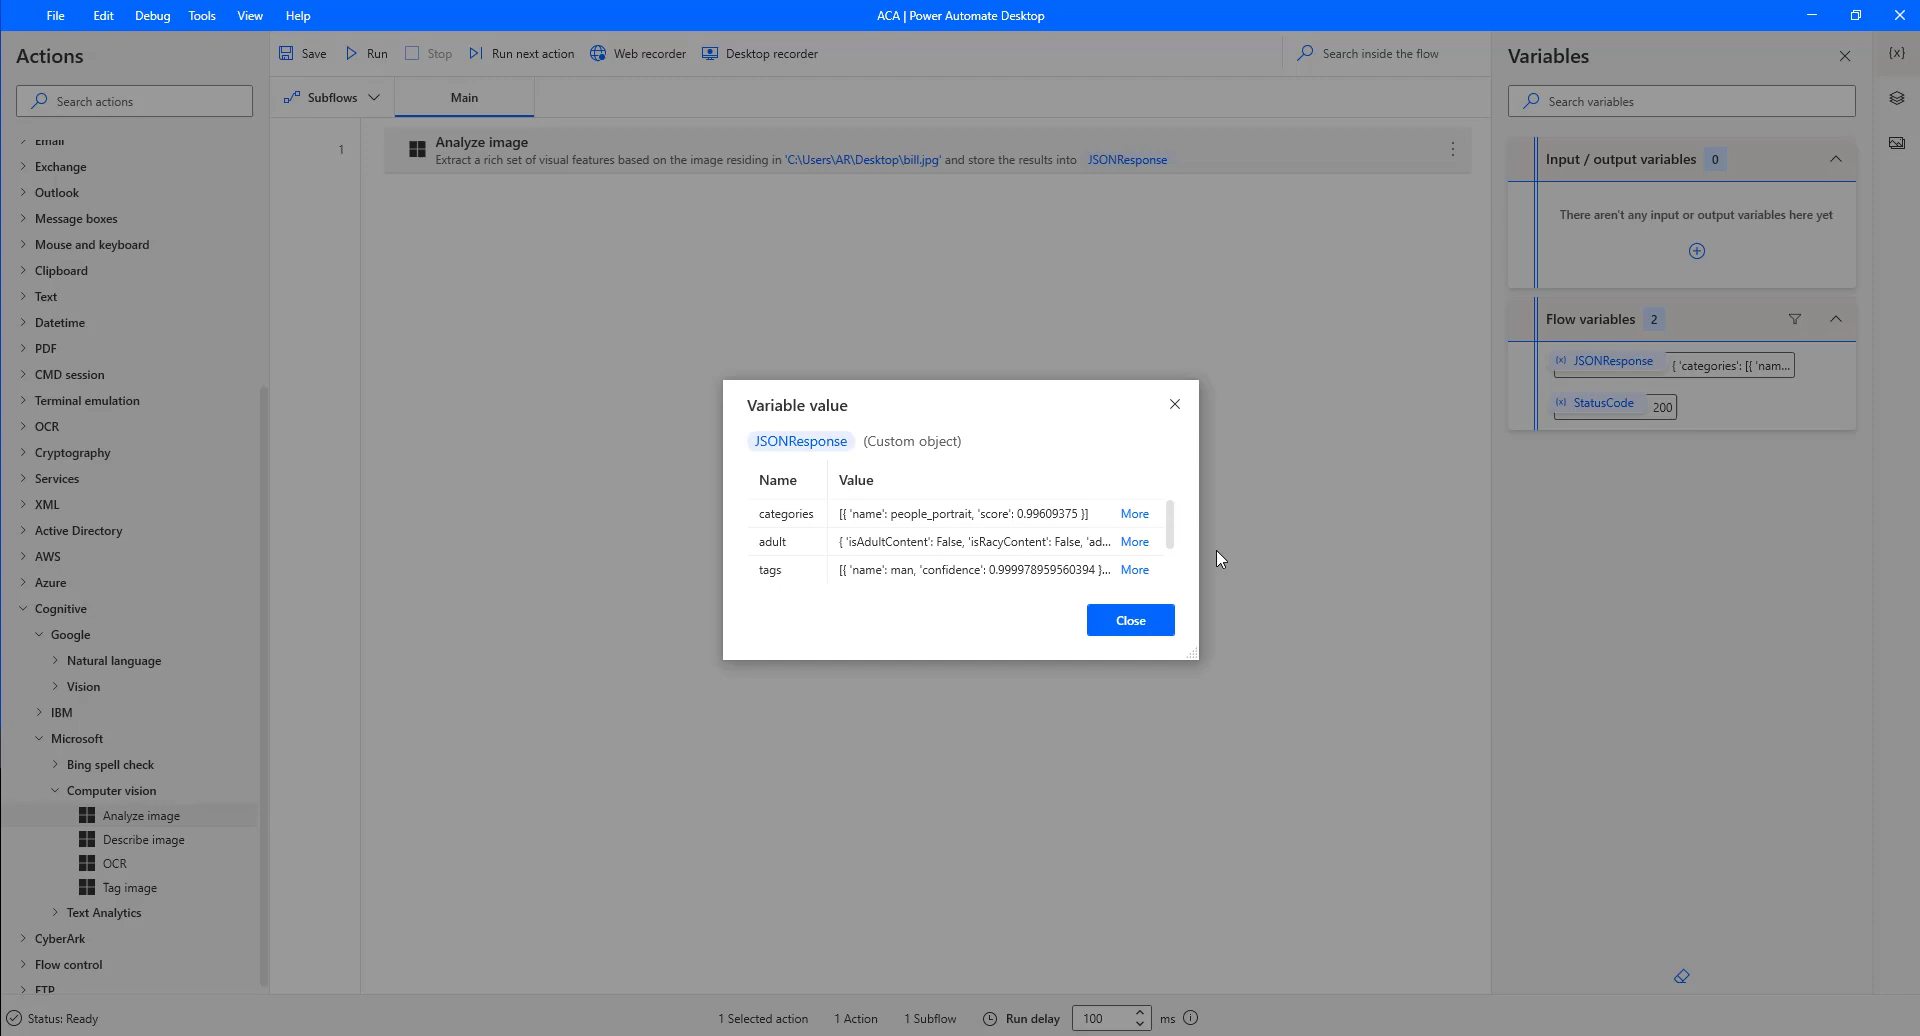 File Edit Debug Tools View Help
ACA | Power Automate Desktop
Actions
Search actions
Email
Exchange
Outlook
Message boxes
Mouse and keyboard
Clipboard
Text
Datetime
PDF
CMD session
Terminal emulation
OCR
Cryptography
Services
XML
Active Directory
AWS
Azure
Cognitive
Google
Natural language
Vision
IBM
Microsoft
Bing spell check
Computer vision
Analyze image
Describe image
OCR
Tag image
Text Analytics
CyberArk
Flow control
FTP
Save Run Stop Run next action Web recorder Desktop recorder
Search inside the flow
Subflows Main
1
Analyze image
Extract a rich set of visual features based on the image residing in 'C:\Users\AR\Desktop\bill.jpg' and store the results into JSONResponse
Variable value
JSONResponse (Custom object)
Name Value
categories [{ 'name': people_portrait, 'score': 0.99609375 }] More
adult { 'isAdultContent': False, 'isRacyContent': False, 'ad... More
tags [{ 'name': man, 'confidence': 0.999978959560394 }... More
Close
Variables
{x}
Search variables
Input / output variables 0
There aren't any input or output variables here yet
Flow variables 2
(x) JSONResponse { 'categories': [{ 'nam...
(x) StatusCode 200
Status: Ready
1 Selected action 1 Action 1 Subflow Run delay 100 ms